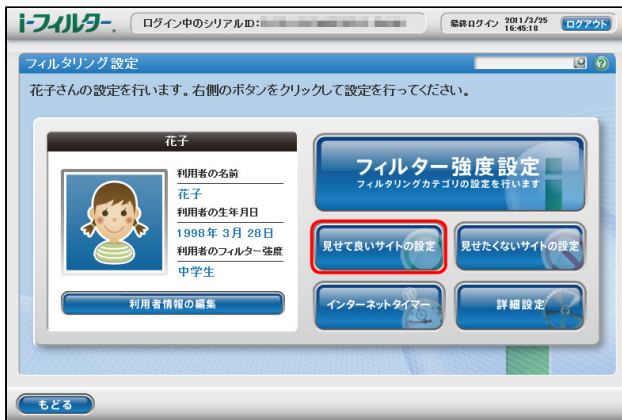 i-フィルター.
ログイン中のシリアルID:
最終ログイン 2011/3/25 16:45:18
ログアウト
フィルタリング設定
花子さんの設定を行います。右側のボタンをクリックして設定を行ってください。
花子
利用者の名前
花子
利用者の生年月日
1998年 3月 28日
利用者のフィルター強度
中学生
利用者情報の編集
フィルター強度設定
フィルタリングカテゴリの設定を行います
見せて良いサイトの設定
見せたくないサイトの設定
インターネットタイマー
詳細設定
もどる